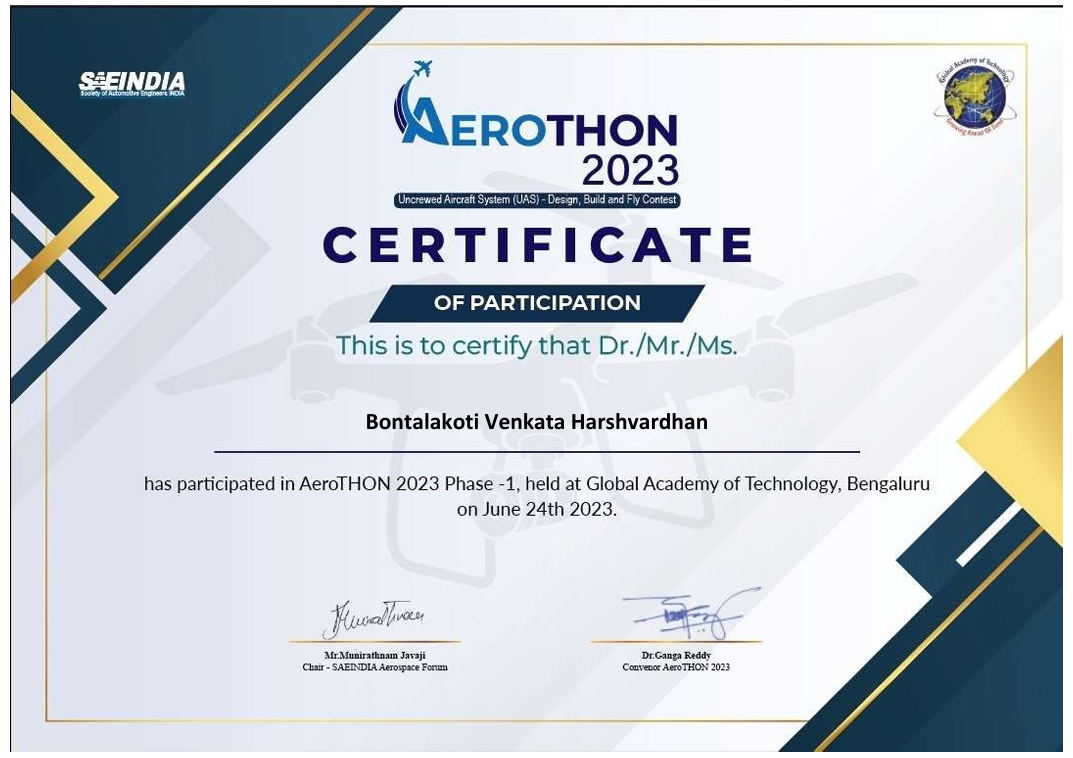 SAEINDIA
Society of Automotive Engineers INDIA
Global Academy of Technology
Growing Ahead Of Time
AEROTHON
2023
Uncrewed Aircraft System (UAS) - Design, Build and Fly Contest
CERTIFICATE
OF PARTICIPATION
This is to certify that Dr./Mr./Ms.
Bontalakoti Venkata Harshvardhan
has participated in AeroTHON 2023 Phase -1, held at Global Academy of Technology, Bengaluru
on June 24th 2023.
Mr.Munirathnam Javaji
Chair - SAEINDIA Aerospace Forum
Dr.Ganga Reddy
Convenor AeroTHON 2023